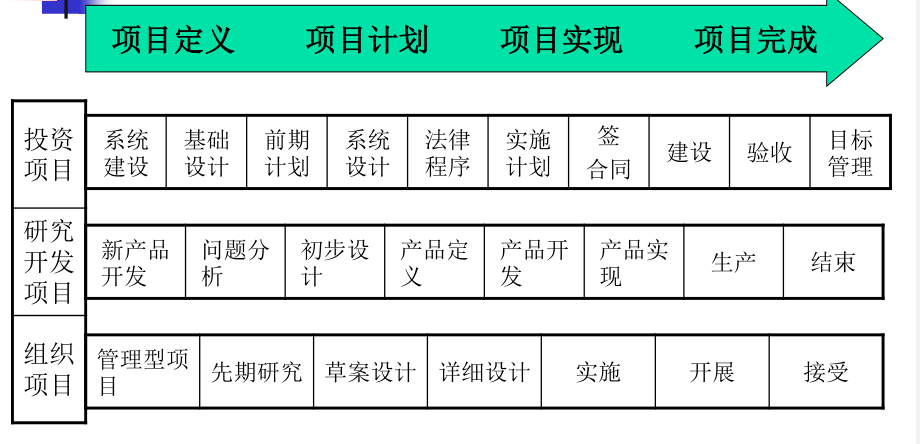 项目定义 项目计划 项目实现 项目完成
投资
项目
系统
建设
基础
设计
前期
计划
系统
设计
法律
程序
实施
计划
签
合同
建设
验收
目标
管理
研究
开发
项目
新产品
开发
问题分
析
初步设
计
产品定
义
产品开
发
产品实
现
生产
结束
组织
项目
管理型项
目
先期研究
草案设计
详细设计
实施
开展
接受